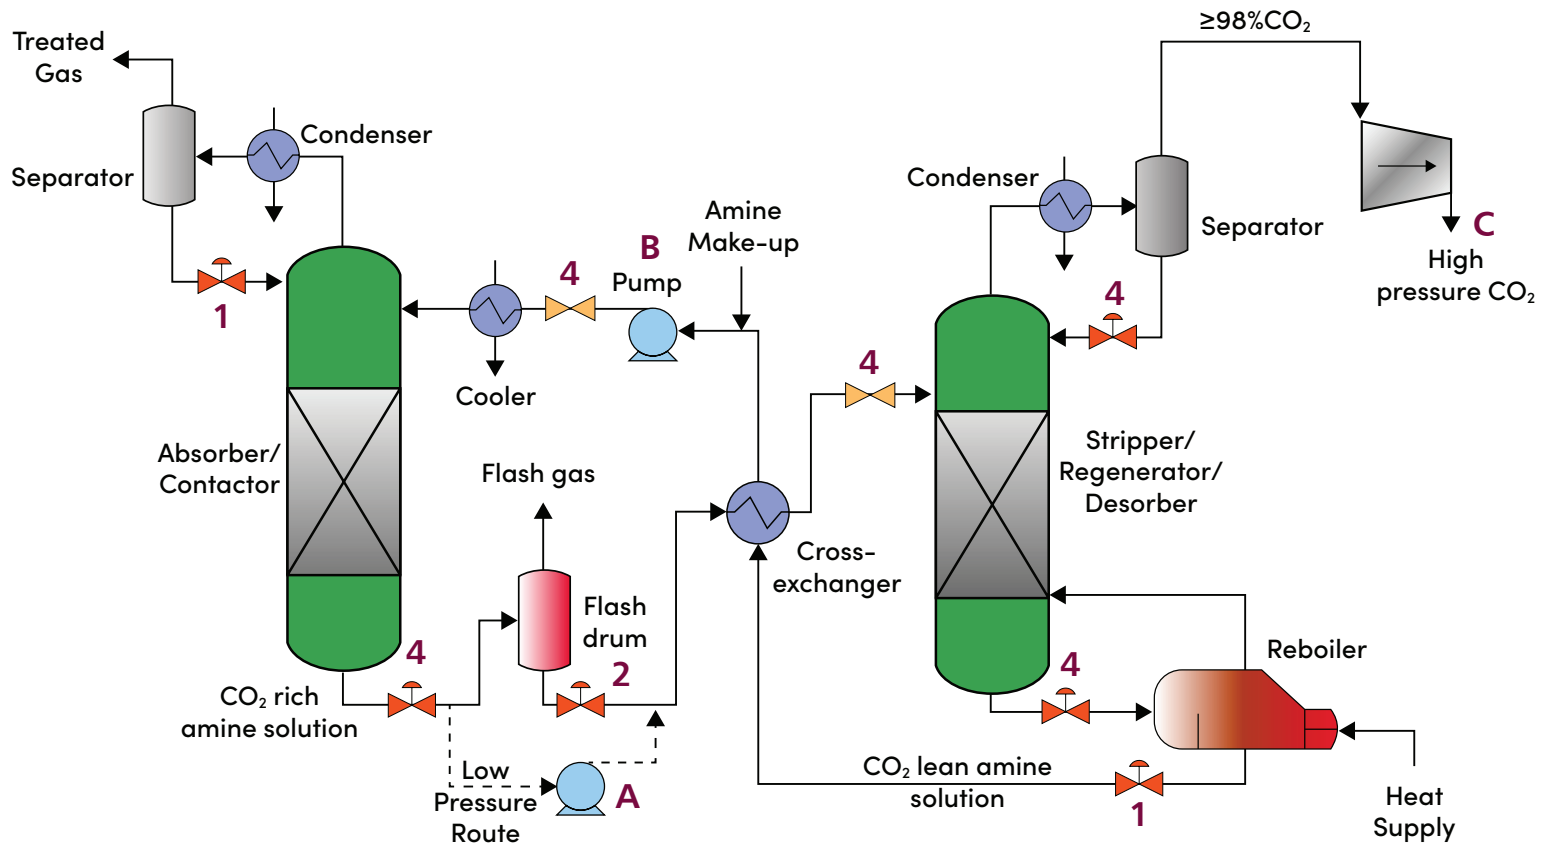 ≥98%CO₂
Treated
Gas
Condenser
Separator
1
Amine
Make-up
B
Pump
4
Cooler
Condenser
Separator
C
High
pressure CO₂
4
4
Absorber/
Contactor
Flash gas
Stripper/
Regenerator/
Desorber
Cross-
exchanger
Flash
drum
2
4
CO₂ rich
amine solution
Low
Pressure
Route
A
4
Reboiler
CO₂ lean amine
solution
1
Heat
Supply